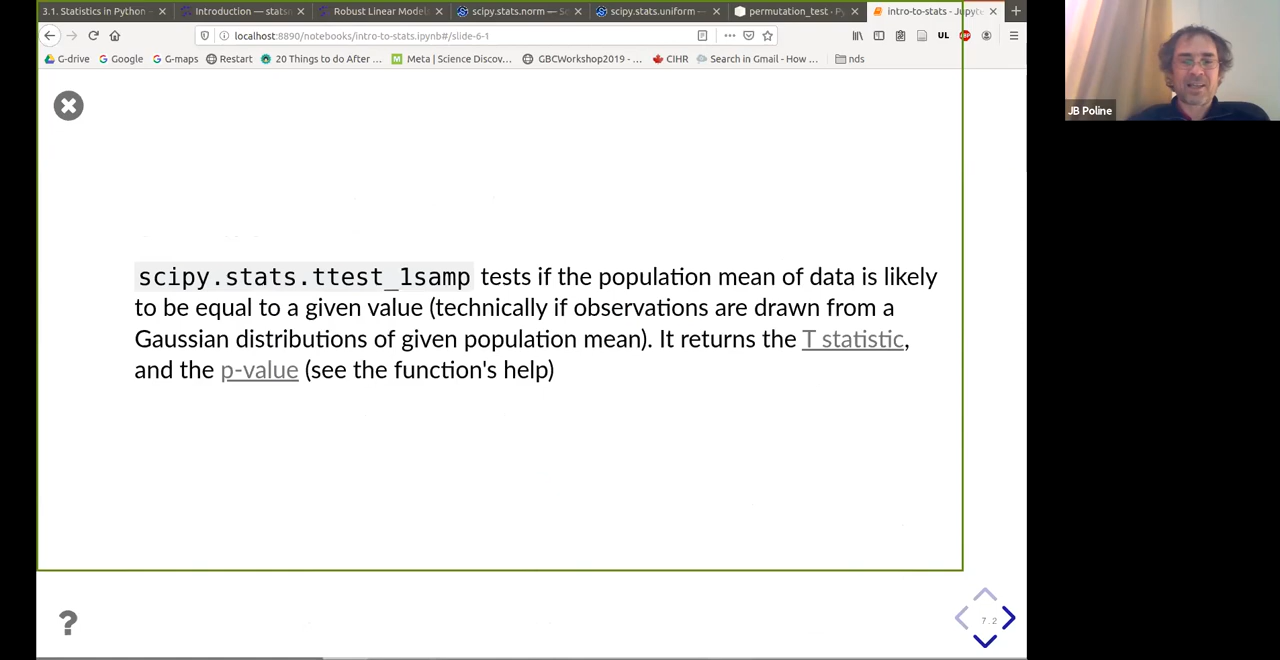 3.1. Statistics in Python
Introduction — stats
Robust Linear Model
scipy.stats.norm — S
scipy.stats.uniform —
permutation_test · P
intro-to-stats - Jupyte
localhost:8890/notebooks/intro-to-stats.ipynb#/slide-6-1
UL
G-drive
Google
G-maps
Restart
20 Things to do After ...
Meta | Science Discov...
GBCWorkshop2019 - ...
CIHR
Search in Gmail - How ...
nds
JB Poline
scipy.stats.ttest_1samp tests if the population mean of data is likely
to be equal to a given value (technically if observations are drawn from a
Gaussian distributions of given population mean). It returns the T statistic,
and the p-value (see the function's help)
?
7.2